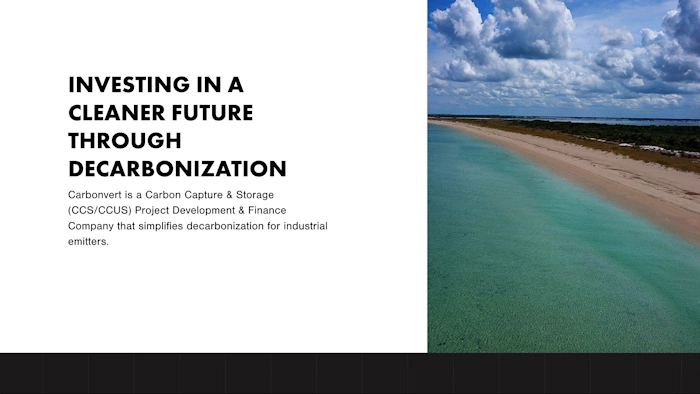 INVESTING IN A
CLEANER FUTURE
THROUGH
DECARBONIZATION
Carbonvert is a Carbon Capture & Storage
(CCS/CCUS) Project Development & Finance
Company that simplifies decarbonization for industrial
emitters.